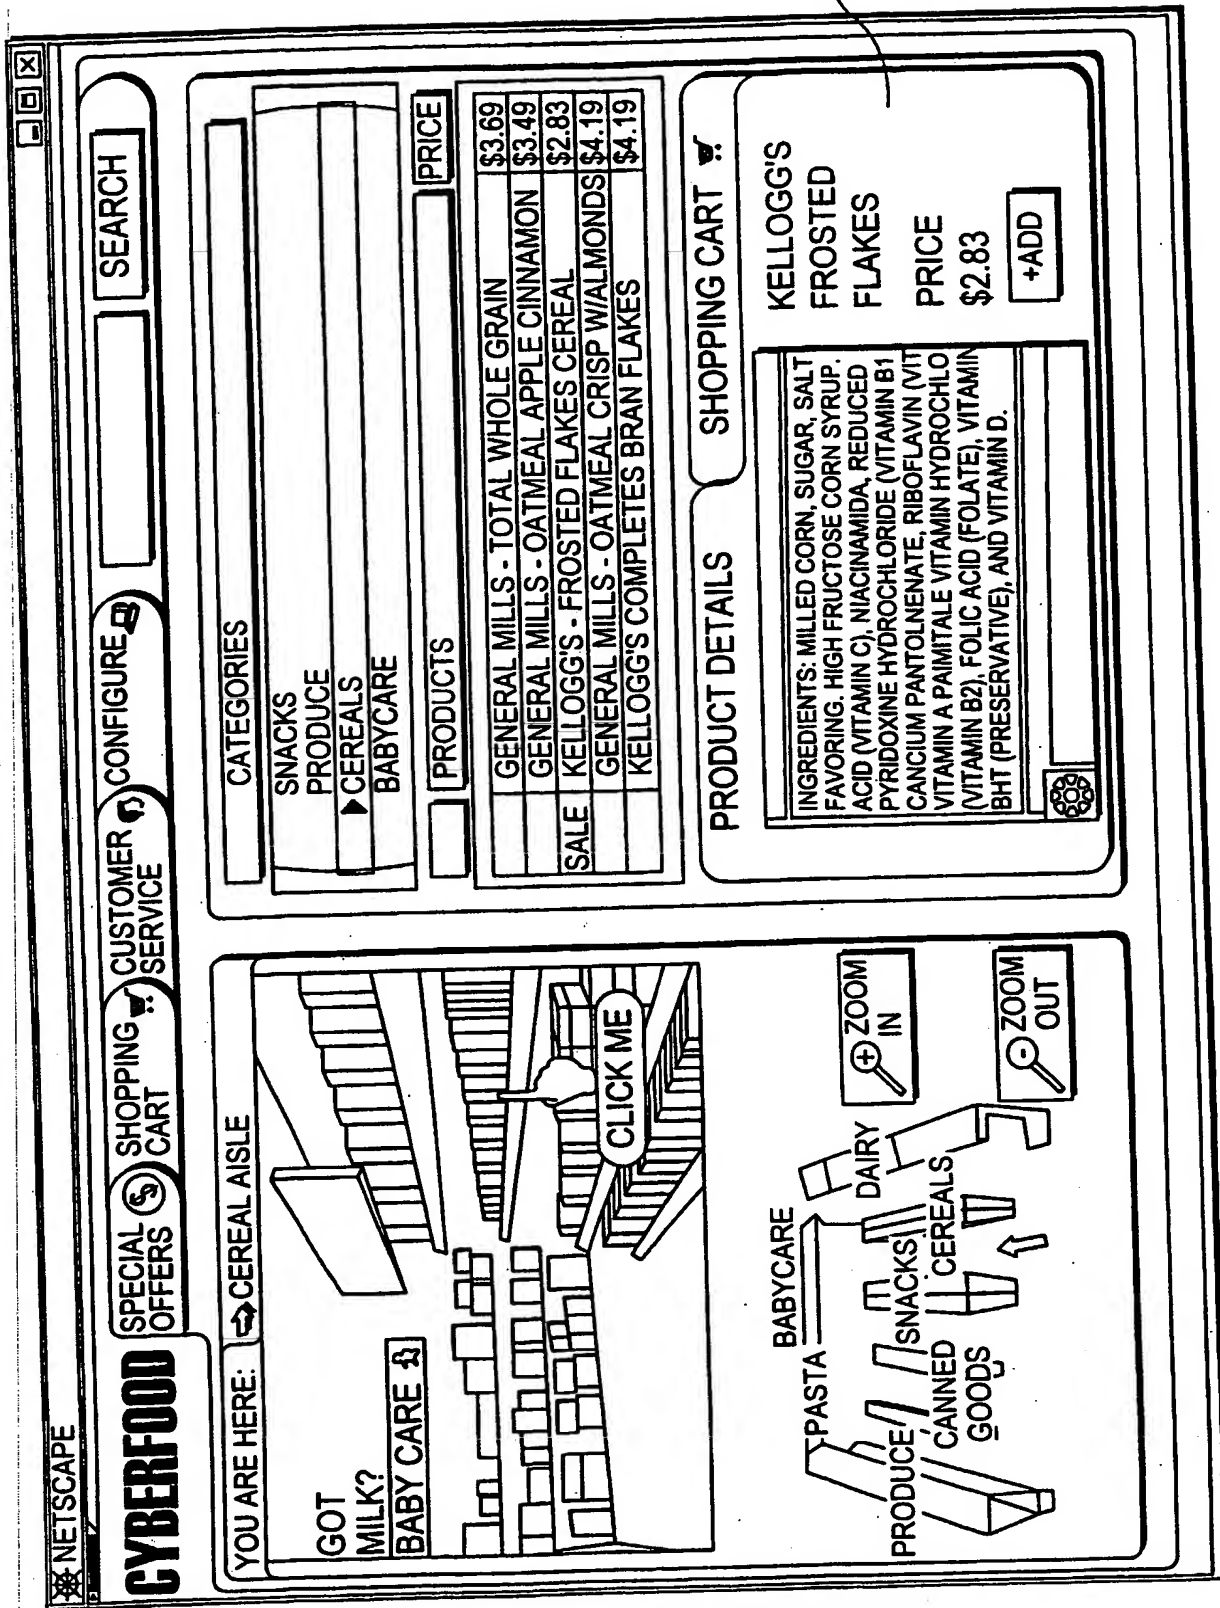 NETSCAPE
CYBERFOOD
SPECIAL
OFFERS
$
SHOPPING
CART
CUSTOMER
SERVICE
CONFIGURE
SEARCH
YOU ARE HERE:
CEREAL AISLE
GOT
MILK?
BABY CARE
CLICK ME
BABYCARE
PASTA
DAIRY
PRODUCE
SNACKS
CEREALS
CANNED
GOODS
ZOOM
IN
ZOOM
OUT
CATEGORIES
SNACKS
PRODUCE
CEREALS
BABYCARE
PRODUCTS PRICE
GENERAL MILLS - TOTAL WHOLE GRAIN $3.69
GENERAL MILLS - OATMEAL APPLE CINNAMON $3.49
SALE KELLOGG'S - FROSTED FLAKES CEREAL $2.83
GENERAL MILLS - OATMEAL CRISP W/ALMONDS $4.19
KELLOGG'S COMPLETES BRAN FLAKES $4.19
PRODUCT DETAILS
SHOPPING CART
INGREDIENTS: MILLED CORN, SUGAR, SALT
FAVORING. HIGH FRUCTOSE CORN SYRUP.
ACID (VITAMIN C), NIACINAMIDA, REDUCED
PYRIDOXINE HYDROCHLORIDE (VITAMIN B1
CANCIUM PANTOLNENATE, RIBOFLAVIN (VIT
VITAMIN A PAIMITALE VITAMIN HYDROCHLO
(VITAMIN B2), FOLIC ACID (FOLATE), VITAMIN
BHT (PRESERVATIVE), AND VITAMIN D.
KELLOGG'S
FROSTED
FLAKES
PRICE
$2.83
+ADD